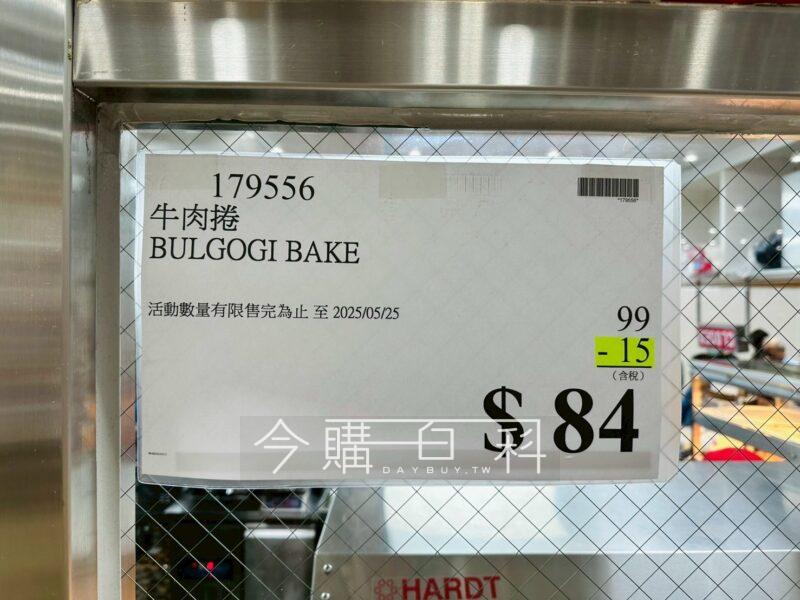 179556
*179556*
牛肉捲
BULGOGI BAKE
活動數量有限售完為止 至 2025/05/25
99
- 15
(含稅)
$ 84
今購百科
DAYBUY.TW
HARDT